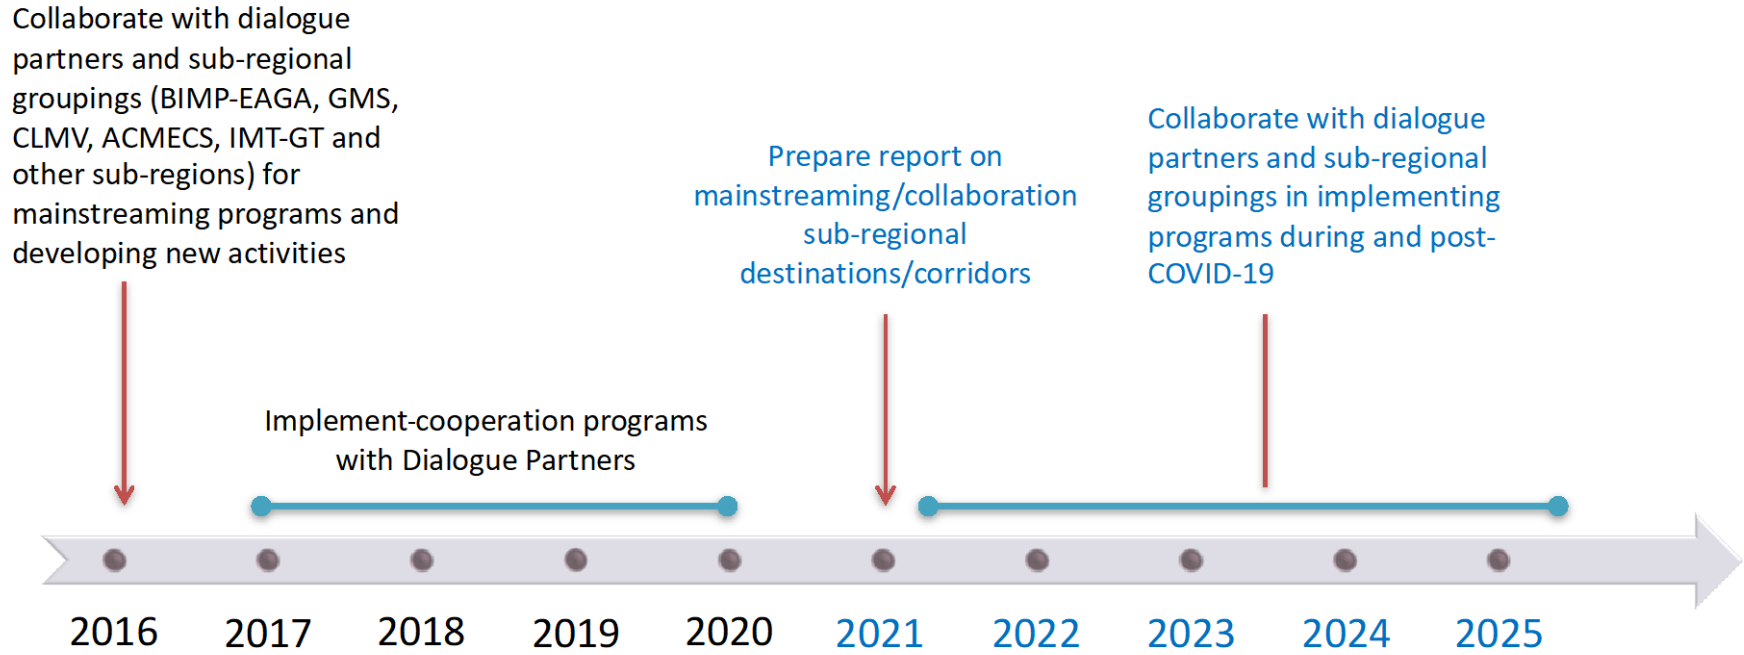 Collaborate with dialogue
partners and sub-regional
groupings (BIMP-EAGA, GMS,
CLMV, ACMECS, IMT-GT and
other sub-regions) for
mainstreaming programs and
developing new activities
Implement-cooperation programs
with Dialogue Partners
Prepare report on
mainstreaming/collaboration
sub-regional
destinations/corridors
Collaborate with dialogue
partners and sub-regional
groupings in implementing
programs during and post-
COVID-19
2016 2017 2018 2019 2020 2021 2022 2023 2024 2025